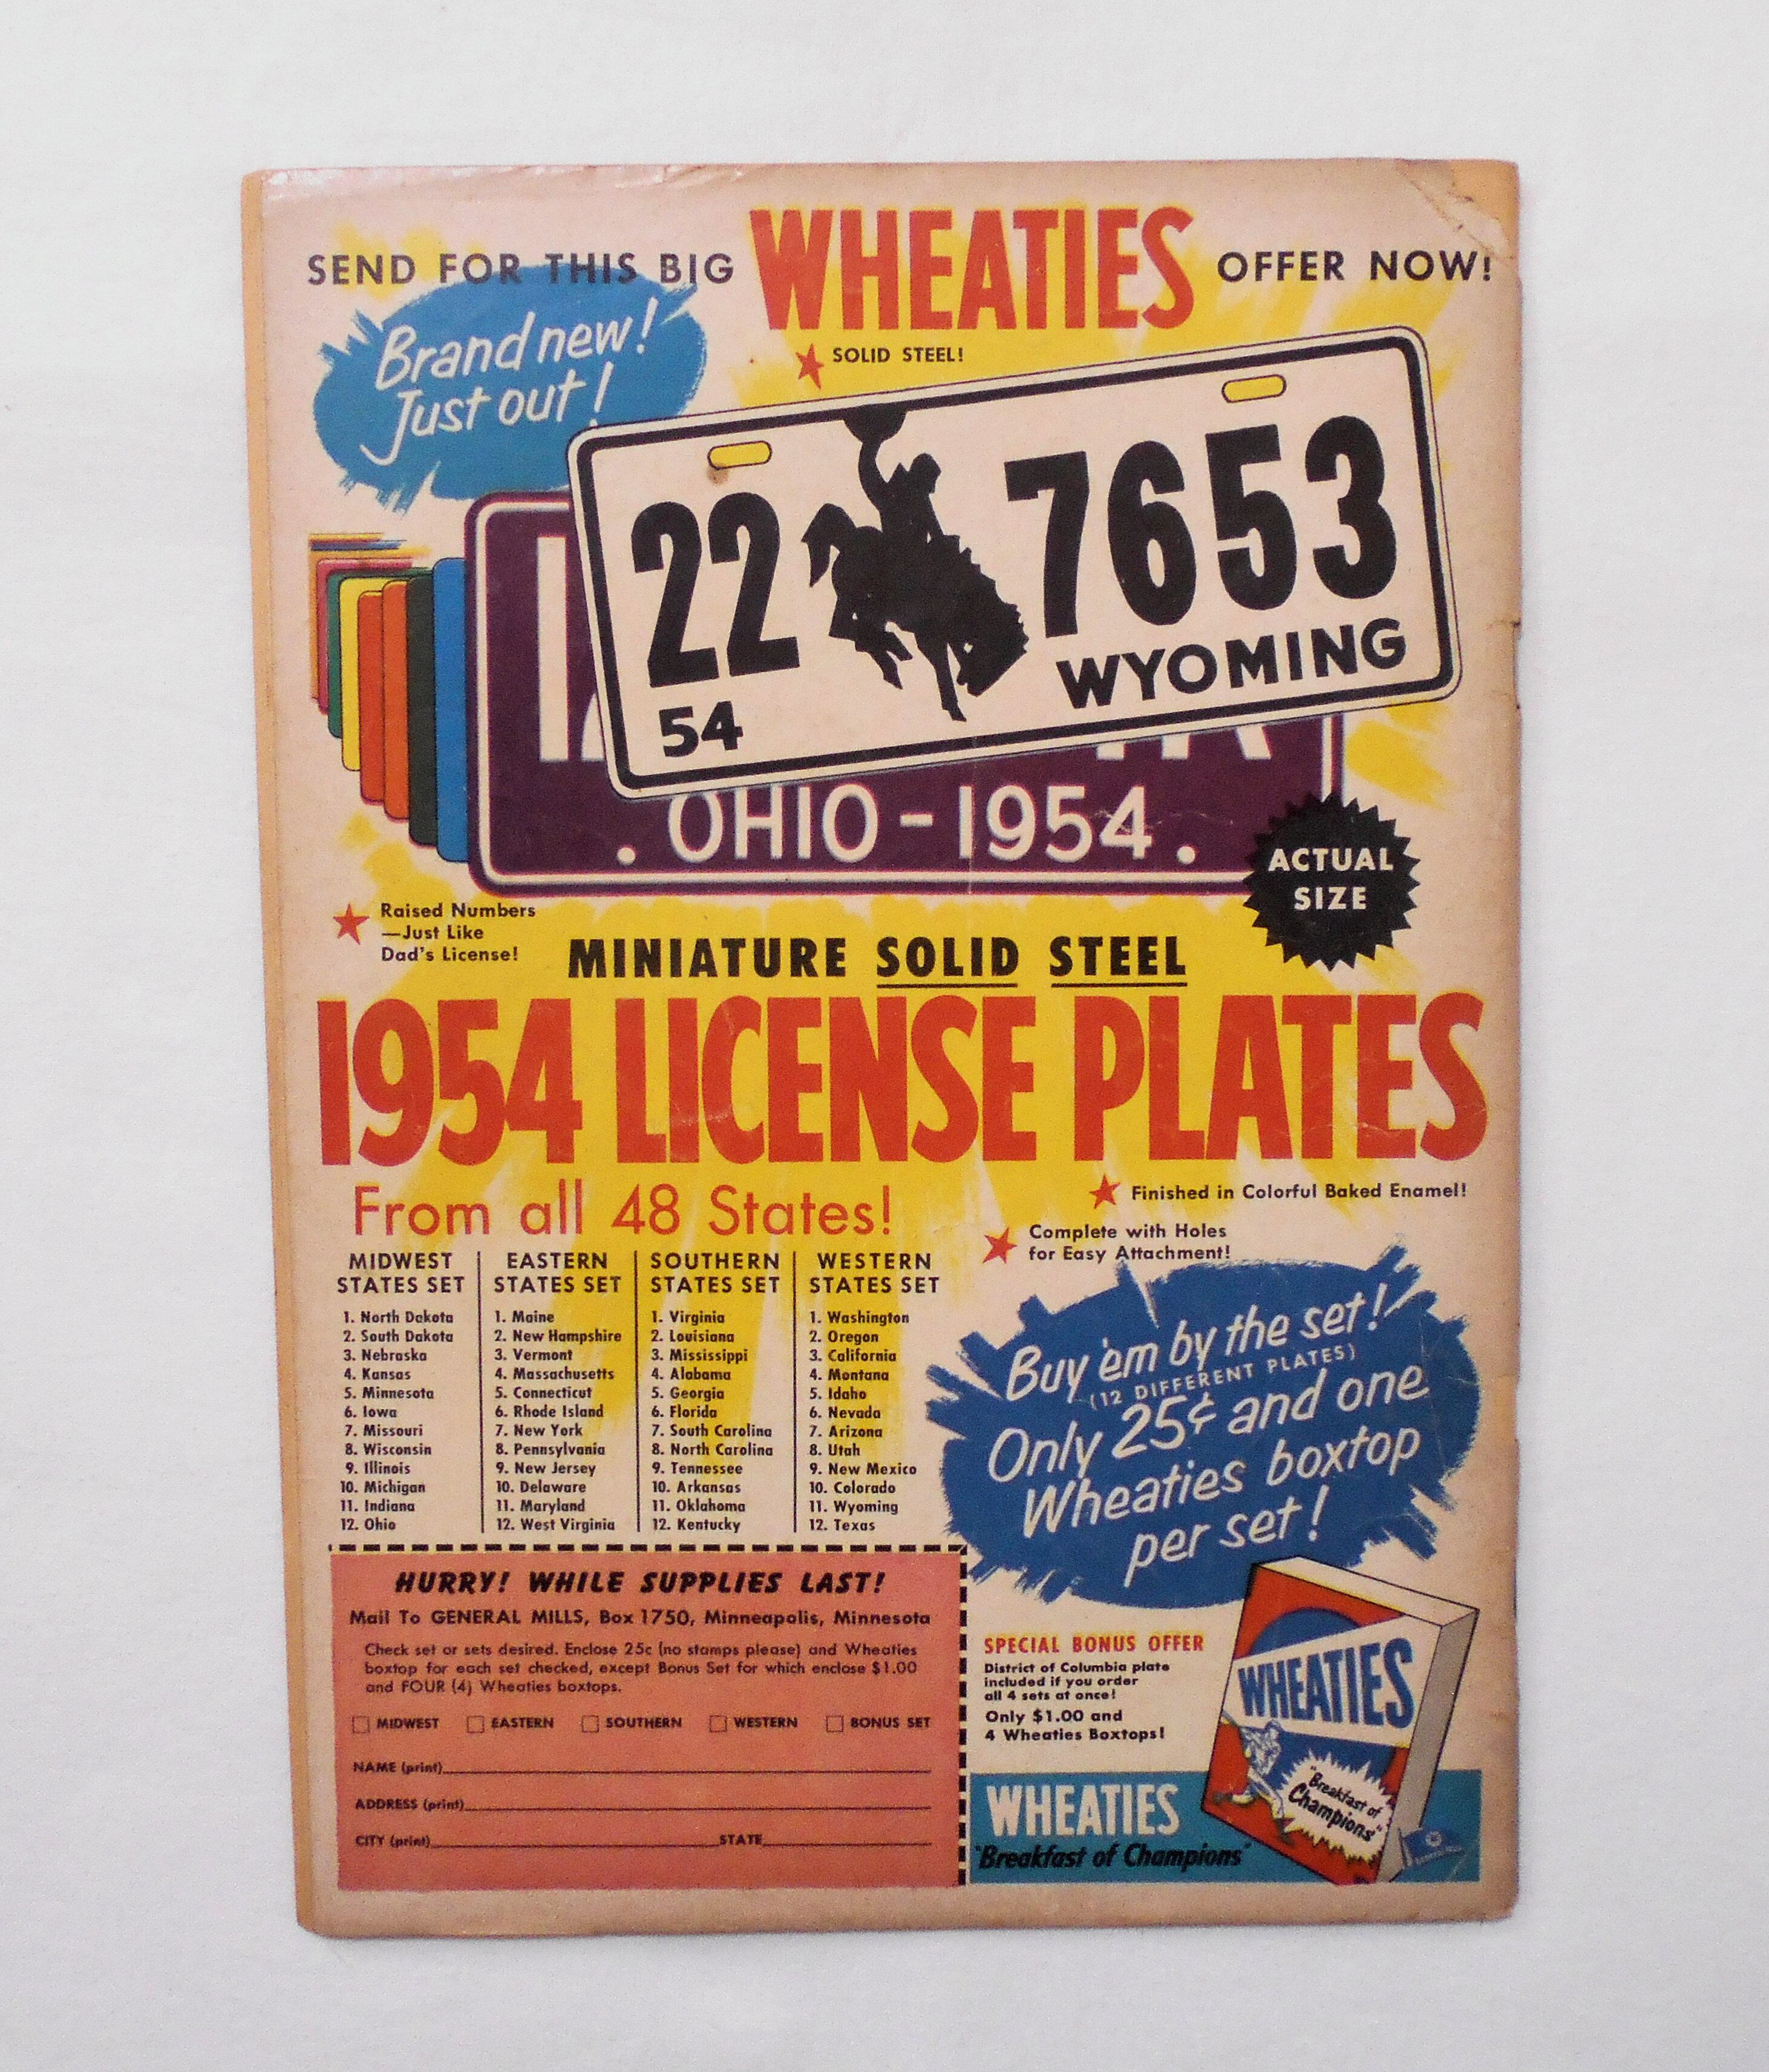 SEND FOR THIS BIG WHEATIES OFFER NOW!
Brand new!
Just out!
SOLID STEEL!
22 7653
54 WYOMING
. OHIO - 1954 .
ACTUAL
SIZE
Raised Numbers
—Just Like
Dad's License!
MINIATURE SOLID STEEL
1954 LICENSE PLATES
From all 48 States!
Finished in Colorful Baked Enamel!
Complete with Holes
for Easy Attachment!
MIDWEST
STATES SET
1. North Dakota
2. South Dakota
3. Nebraska
4. Kansas
5. Minnesota
6. Iowa
7. Missouri
8. Wisconsin
9. Illinois
10. Michigan
11. Indiana
12. Ohio
EASTERN
STATES SET
1. Maine
2. New Hampshire
3. Vermont
4. Massachusetts
5. Connecticut
6. Rhode Island
7. New York
8. Pennsylvania
9. New Jersey
10. Delaware
11. Maryland
12. West Virginia
SOUTHERN
STATES SET
1. Virginia
2. Louisiana
3. Mississippi
4. Alabama
5. Georgia
6. Florida
7. South Carolina
8. North Carolina
9. Tennessee
10. Arkansas
11. Oklahoma
12. Kentucky
WESTERN
STATES SET
1. Washington
2. Oregon
3. California
4. Montana
5. Idaho
6. Nevada
7. Arizona
8. Utah
9. New Mexico
10. Colorado
11. Wyoming
12. Texas
Buy 'em by the set!
(12 DIFFERENT PLATES)
Only 25¢ and one
Wheaties boxtop
per set!
HURRY! WHILE SUPPLIES LAST!
Mail To GENERAL MILLS, Box 1750, Minneapolis, Minnesota
Check set or sets desired. Enclose 25c (no stamps please) and Wheaties
boxtop for each set checked, except Bonus Set for which enclose $1.00
and FOUR (4) Wheaties boxtops.
MIDWEST EASTERN SOUTHERN WESTERN BONUS SET
NAME (print)
ADDRESS (print)
CITY (print) STATE
SPECIAL BONUS OFFER
District of Columbia plate
included if you order
all 4 sets at once!
Only $1.00 and
4 Wheaties Boxtops!
WHEATIES
"Breakfast of
Champions"
WHEATIES
"Breakfast of Champions"